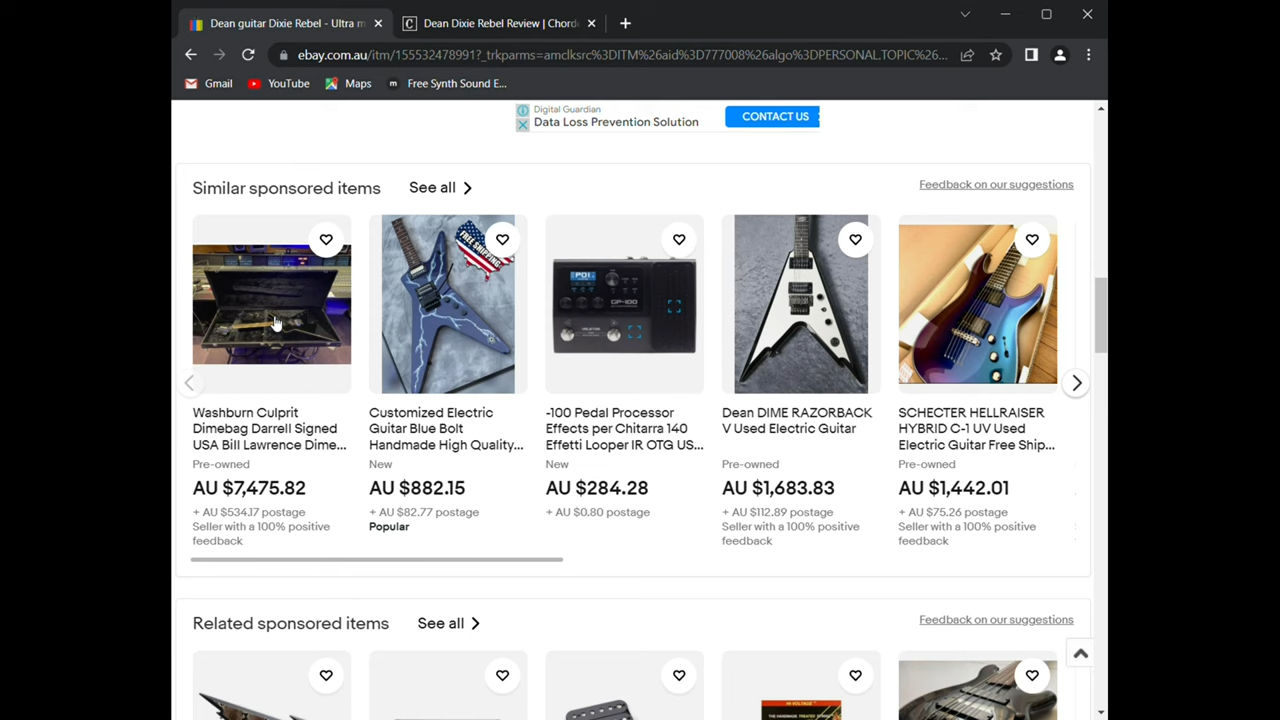 Dean guitar Dixie Rebel - Ultra m
Dean Dixie Rebel Review | Chord
ebay.com.au/itm/155532478991?_trkparms=amclksrc%3DITM%26aid%3D777008%26algo%3DPERSONAL.TOPIC%26...
Gmail
YouTube
Maps
Free Synth Sound E...
Digital Guardian
Data Loss Prevention Solution
CONTACT US
Similar sponsored items
See all
Feedback on our suggestions
FREE SHIPPING
Washburn Culprit
Dimebag Darrell Signed
USA Bill Lawrence Dime...
Pre-owned
AU $7,475.82
+ AU $534.17 postage
Seller with a 100% positive
feedback
Customized Electric
Guitar Blue Bolt
Handmade High Quality...
New
AU $882.15
+ AU $82.77 postage
Popular
P01
GP-100
-100 Pedal Processor
Effects per Chitarra 140
Effetti Looper IR OTG US...
New
AU $284.28
+ AU $0.80 postage
Dean DIME RAZORBACK
V Used Electric Guitar
Pre-owned
AU $1,683.83
+ AU $112.89 postage
Seller with a 100% positive
feedback
SCHECTER HELLRAISER
HYBRID C-1 UV Used
Electric Guitar Free Ship...
Pre-owned
AU $1,442.01
+ AU $75.26 postage
Seller with a 100% positive
feedback
Related sponsored items
See all
Feedback on our suggestions